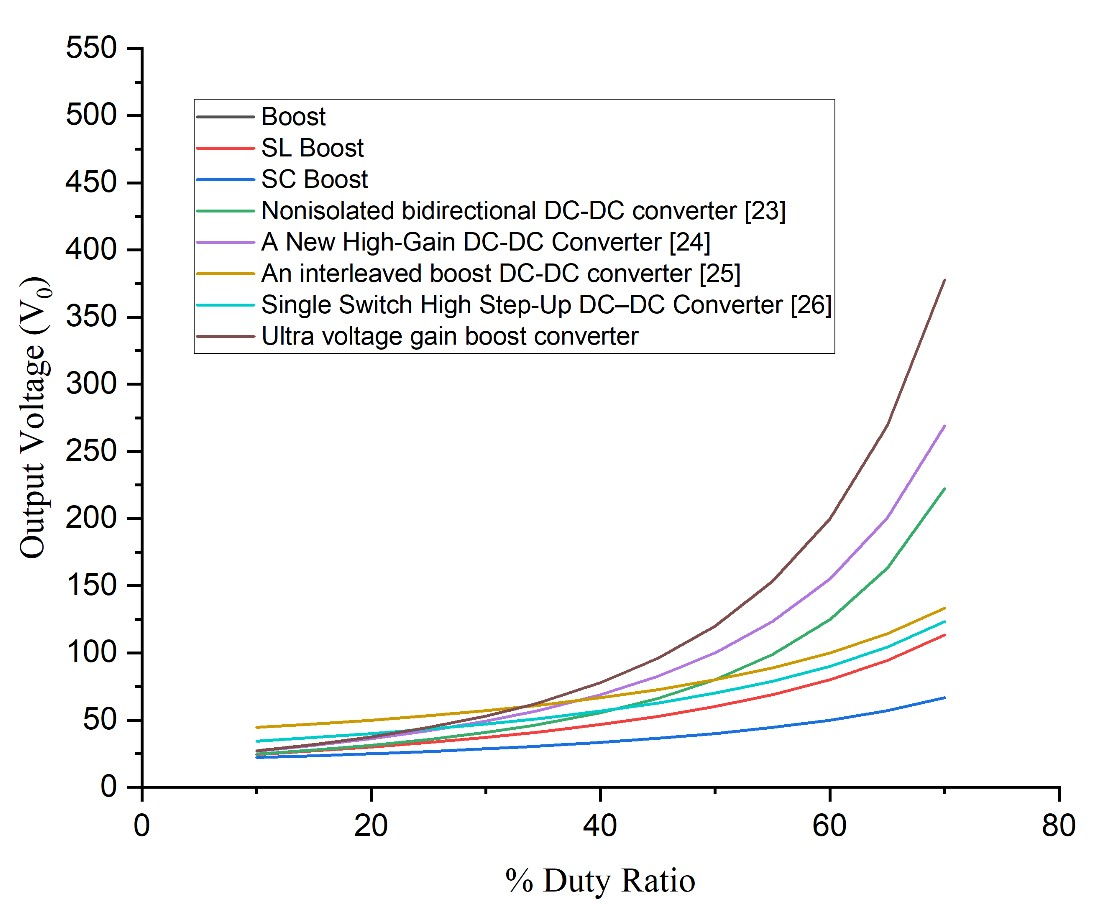 550
500
450
400
350
300
250
200
150
100
50
0
Output Voltage (V0)
Boost
SL Boost
SC Boost
Nonisolated bidirectional DC-DC converter [23]
A New High-Gain DC-DC Converter [24]
An interleaved boost DC-DC converter [25]
Single Switch High Step-Up DC–DC Converter [26]
Ultra voltage gain boost converter
0 20 40 60 80
% Duty Ratio